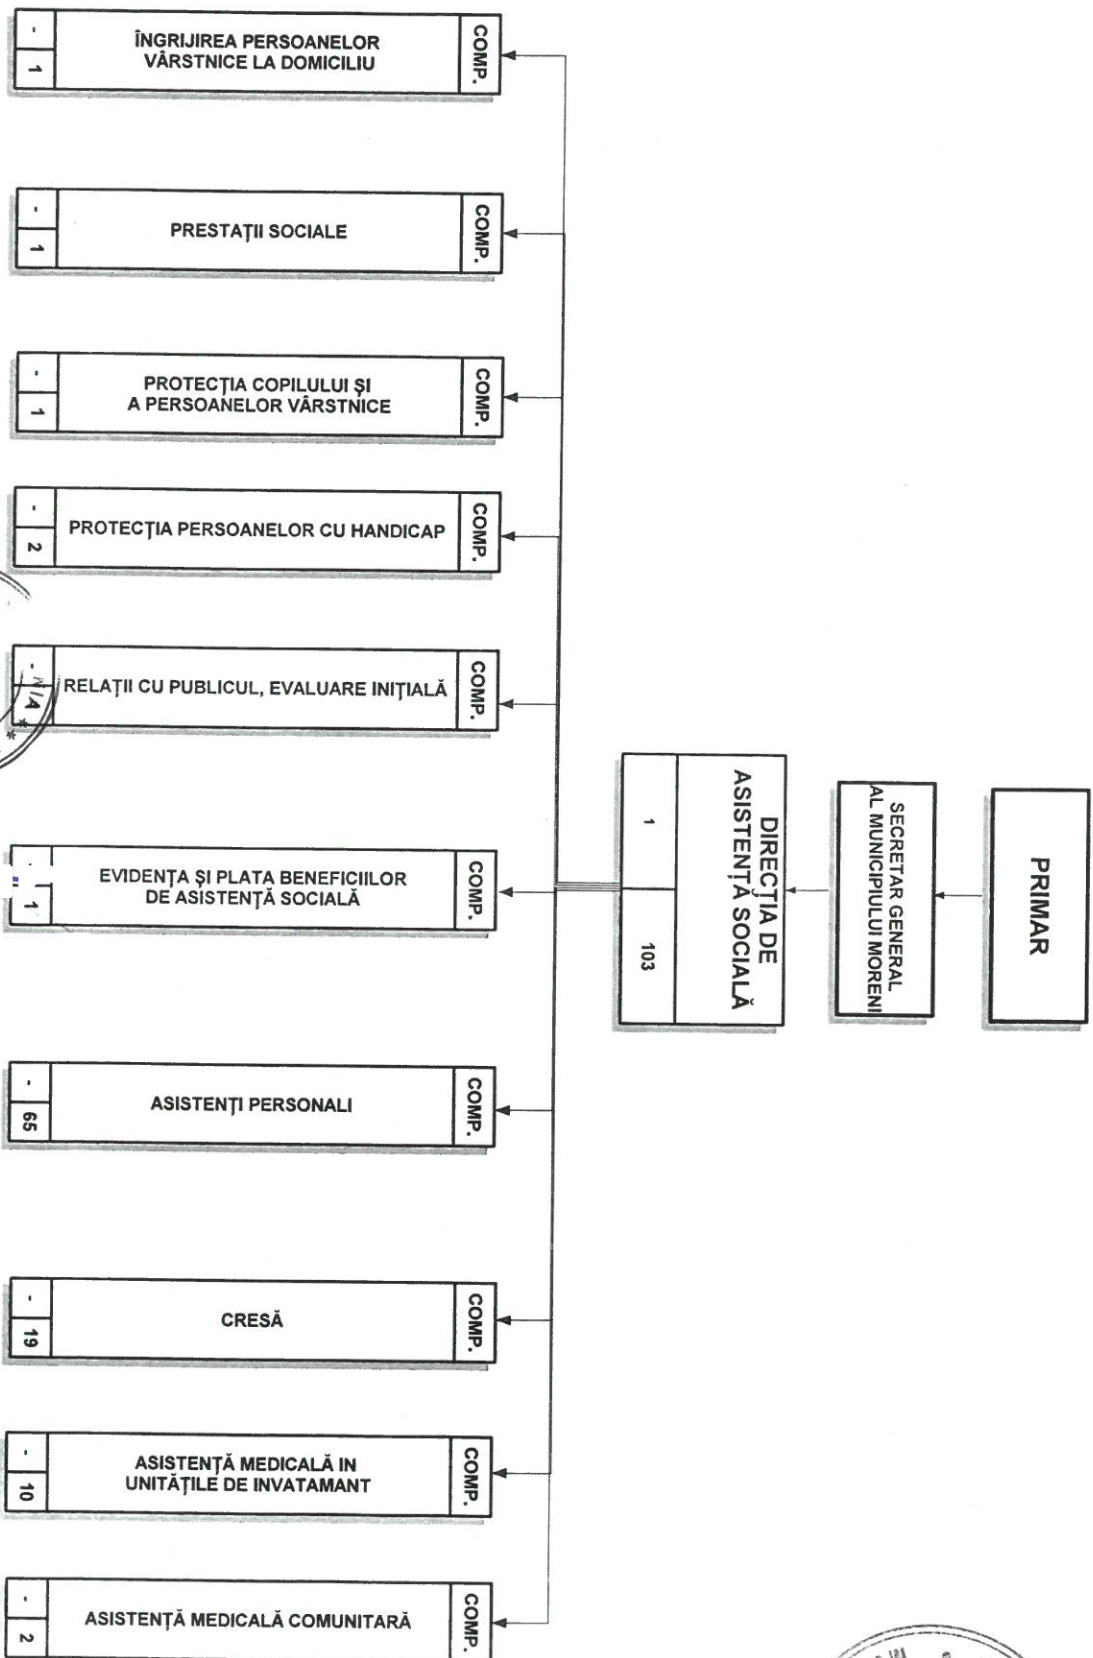 PRIMAR
SECRETAR GENERAL
AL MUNICIPIULUI MORENI
DIRECȚIA DE
ASISTENȚĂ SOCIALĂ
1
103
COMP.
ÎNGRIJIREA PERSOANELOR
VÂRSTNICE LA DOMICILIU
-
1
COMP.
PRESTAȚII SOCIALE
-
1
COMP.
PROTECȚIA COPILULUI ȘI
A PERSOANELOR VÂRSTNICE
-
1
COMP.
PROTECȚIA PERSOANELOR CU HANDICAP
-
2
COMP.
RELAȚII CU PUBLICUL, EVALUARE INIȚIALĂ
-
COMP.
EVIDENȚA ȘI PLATA BENEFICIILOR
DE ASISTENȚĂ SOCIALĂ
-
1
COMP.
ASISTENȚI PERSONALI
-
65
COMP.
CRESĂ
-
19
COMP.
ASISTENȚĂ MEDICALĂ IN
UNITĂȚILE DE INVATAMANT
-
10
COMP.
ASISTENȚĂ MEDICALĂ COMUNITARĂ
-
2